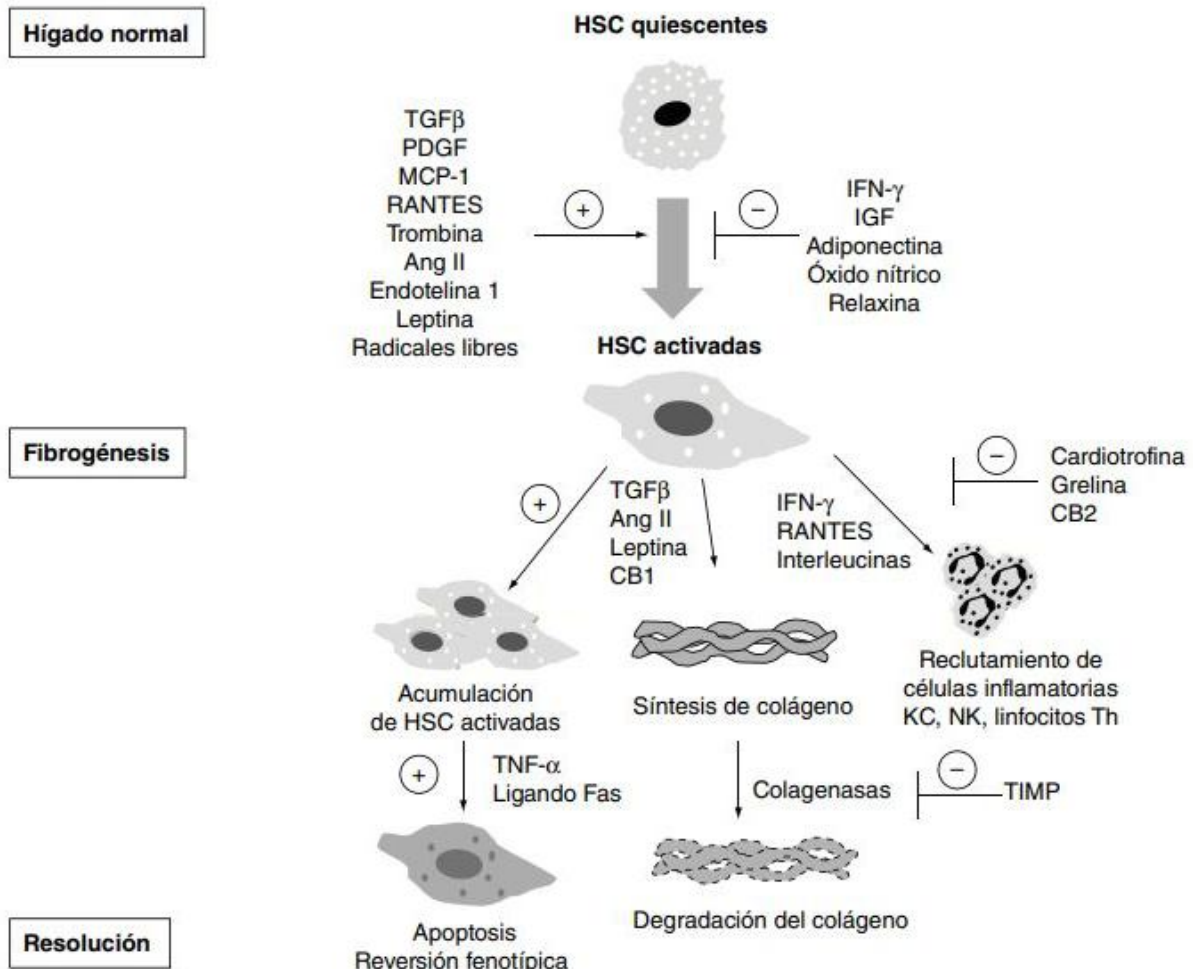 Hígado normal
HSC quiescentes
TGFβ
PDGF
MCP-1
RANTES
Trombina
Ang II
Endotelina 1
Leptina
Radicales libres
+
−
IFN-γ
IGF
Adiponectina
Óxido nítrico
Relaxina
HSC activadas
Fibrogénesis
+
TGFβ
Ang II
Leptina
CB1
IFN-γ
RANTES
Interleucinas
−
Cardiotrofina
Grelina
CB2
Acumulación
de HSC activadas
Síntesis de colágeno
Reclutamiento de
células inflamatorias
KC, NK, linfocitos Th
+
TNF-α
Ligando Fas
Colagenasas
−
TIMP
Resolución
Apoptosis
Reversión fenotípica
Degradación del colágeno